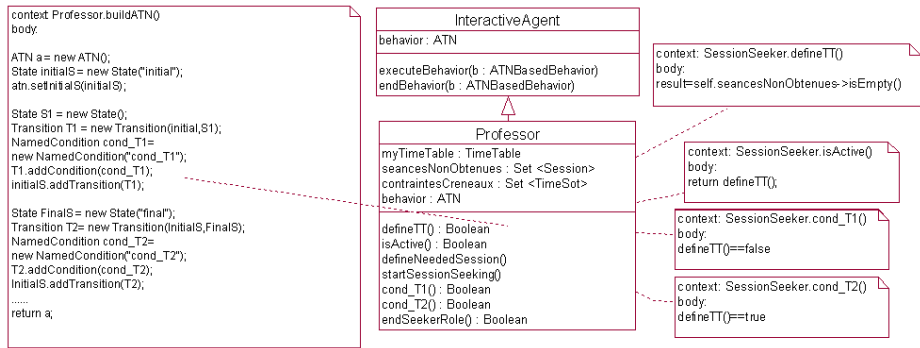 context Professor.buildATN()
body:
ATN a = new ATN();
State initialS = new State("initial");
atn.setInitialS(initialS);
State S1 = new State();
Transition T1 = new Transition(initial,S1);
NamedCondition cond_T1=
new NamedCondition("cond_T1");
T1.addCondition(cond_T1);
initialS.addTransition(T1);
State FinalS = new State("final");
Transition T2= new Transition(InitialS,FinalS);
NamedCondition cond_T2=
new NamedCondition("cond_T2");
T2.addCondition(cond_T2);
InitialS.addTransition(T2);
......
return a;
InteractiveAgent
behavior : ATN
executeBehavior(b : ATNBasedBehavior)
endBehavior(b : ATNBasedBehavior)
Professor
myTimeTable : TimeTable
seancesNonObtenues : Set <Session>
contraintesCreneaux : Set <TimeSot>
behavior : ATN
defineTT() : Boolean
isActive() : Boolean
defineNeededSession()
startSessionSeeking()
cond_T1() : Boolean
cond_T2() : Boolean
endSeekerRole() : Boolean
context: SessionSeeker.defineTT()
body:
result=self.seancesNonObtenues->isEmpty()
context: SessionSeeker.isActive()
body:
return defineTT();
context: SessionSeeker.cond_T1()
body:
defineTT()==false
context: SessionSeeker.cond_T2()
body:
defineTT()==true